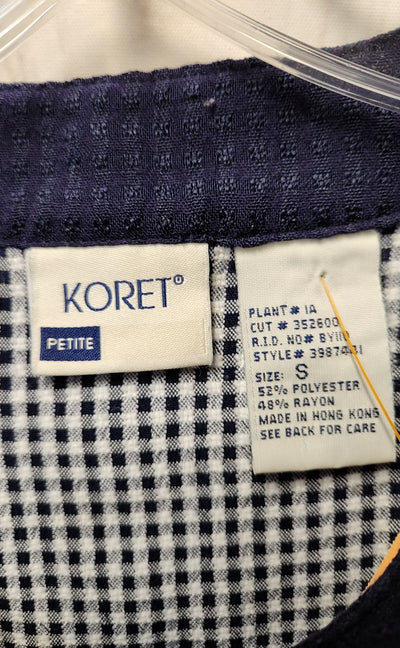 KORET®
PETITE
PLANT# 1A
CUT # 352600
R.I.D. NO#
STYLE#
SIZE: S
52% POLYESTER
48% RAYON
MADE IN HONG KONG
SEE BACK FOR CARE